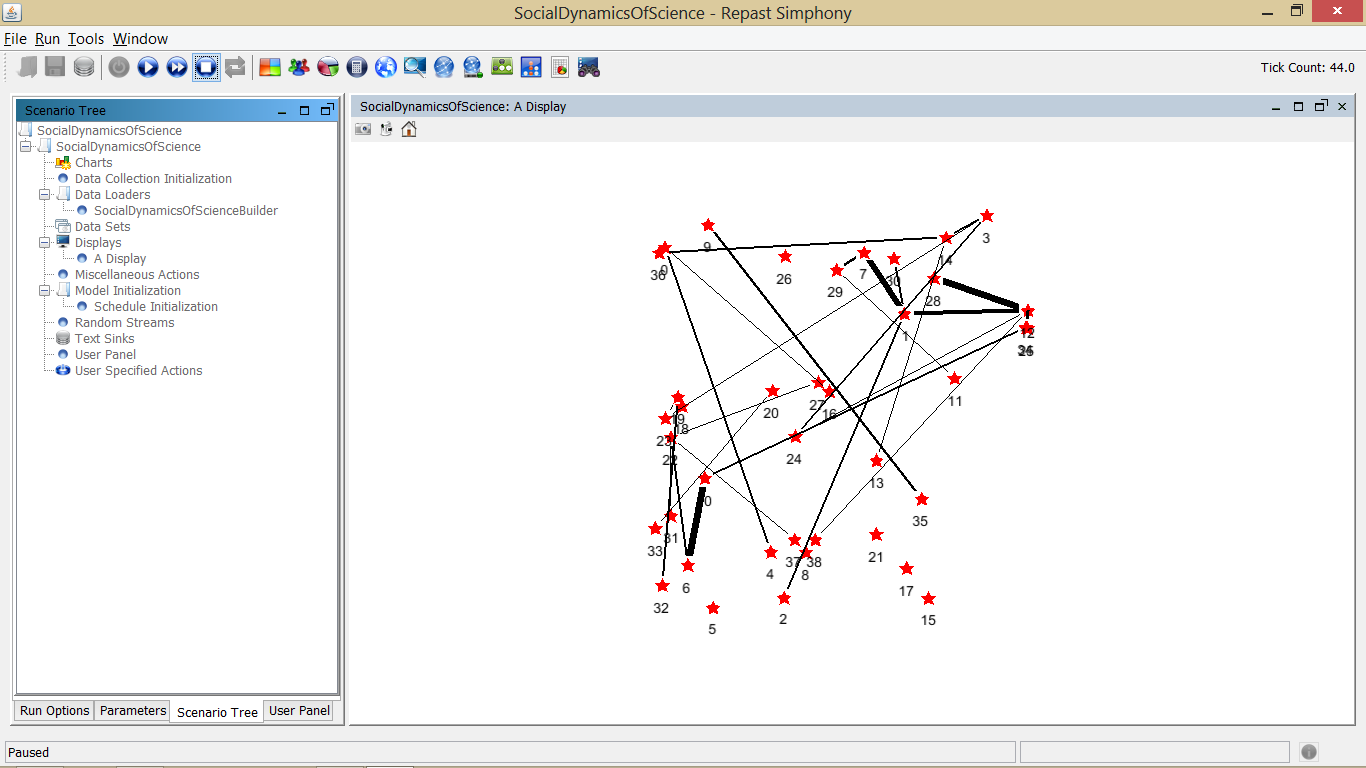 SocialDynamicsOfScience - Repast Simphony
File Run Tools Window
Tick Count: 44.0
Scenario Tree
SocialDynamicsOfScience
SocialDynamicsOfScience
Charts
Data Collection Initialization
Data Loaders
SocialDynamicsOfScienceBuilder
Data Sets
Displays
A Display
Miscellaneous Actions
Model Initialization
Schedule Initialization
Random Streams
Text Sinks
User Panel
User Specified Actions
Run Options Parameters Scenario Tree User Panel
SocialDynamicsOfScience: A Display
3
9
14
7
36
26
30
29
28
1
12
11
27
20
16
19
18
23
22
24
13
35
31
33
37
38
21
4
8
6
17
32
2
15
5
Paused